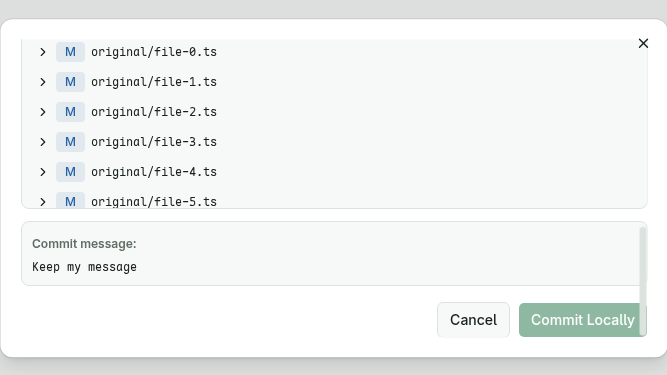 M original/file-0.ts
M original/file-1.ts
M original/file-2.ts
M original/file-3.ts
M original/file-4.ts
M original/file-5.ts
Commit message:
Keep my message
Cancel
Commit Locally